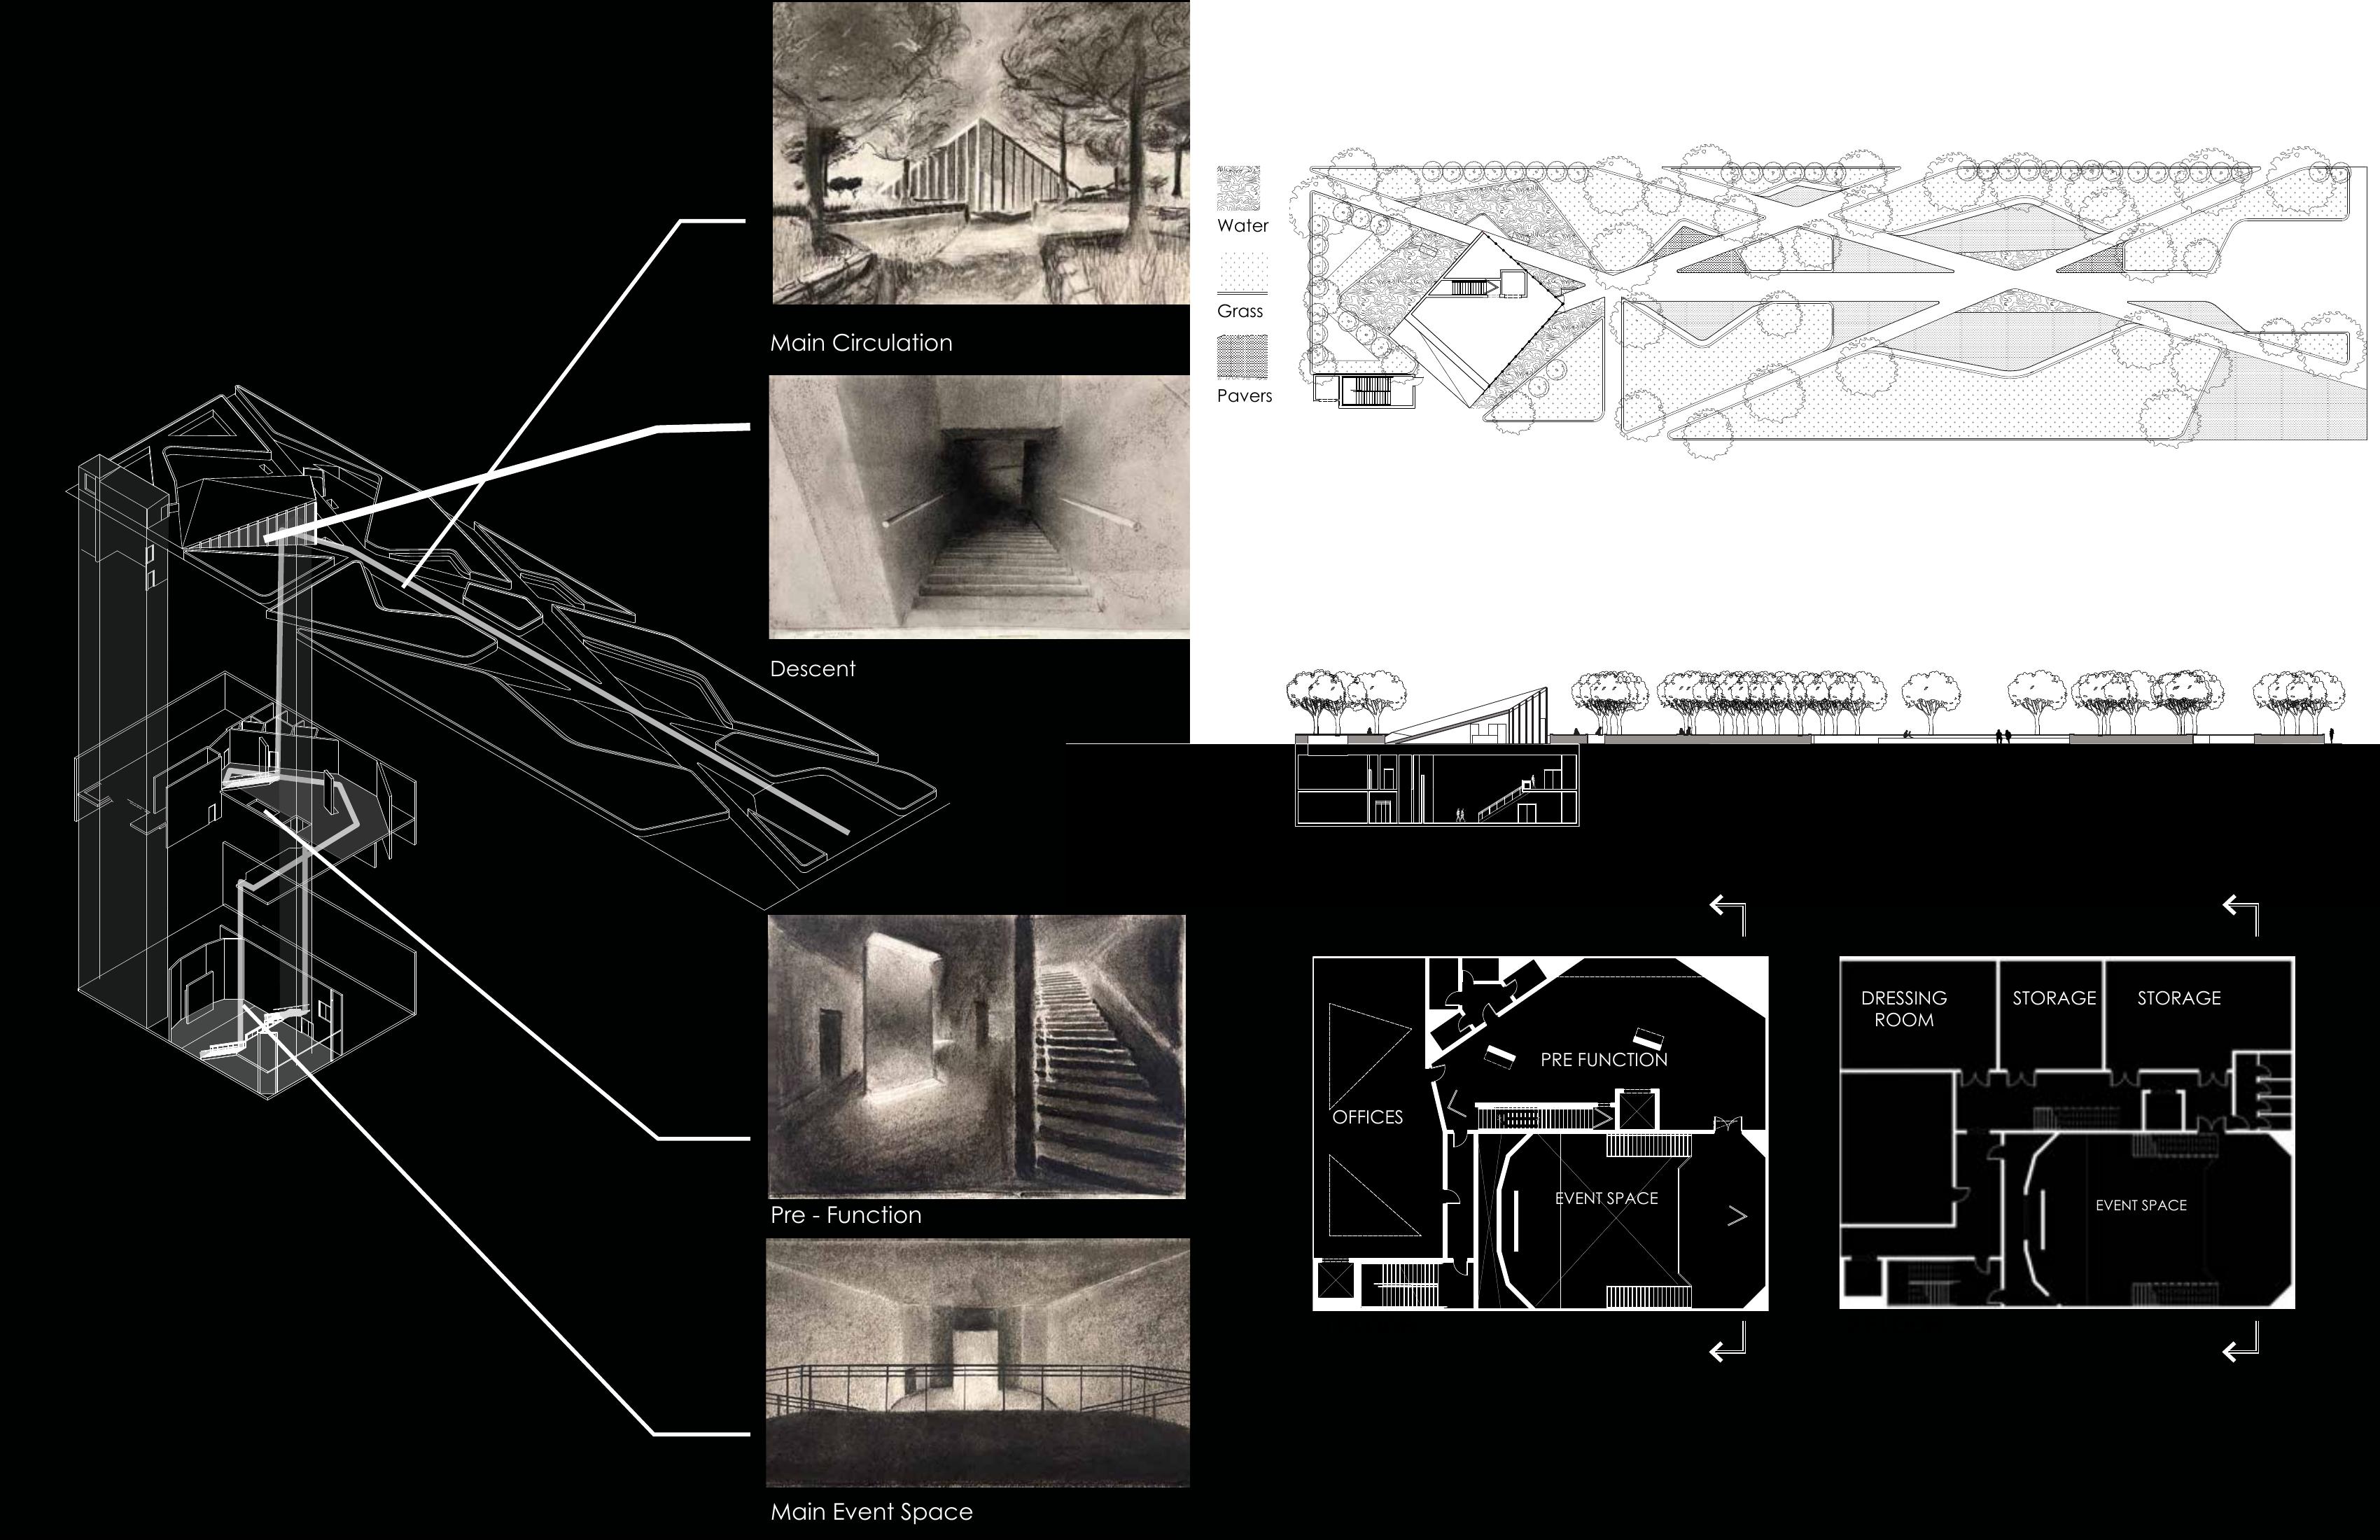 Main Circulation
Descent
Pre - Function
Main Event Space
Water
Grass
Pavers
OFFICES
PRE FUNCTION
EVENT SPACE
DRESSING
ROOM
STORAGE
STORAGE
EVENT SPACE